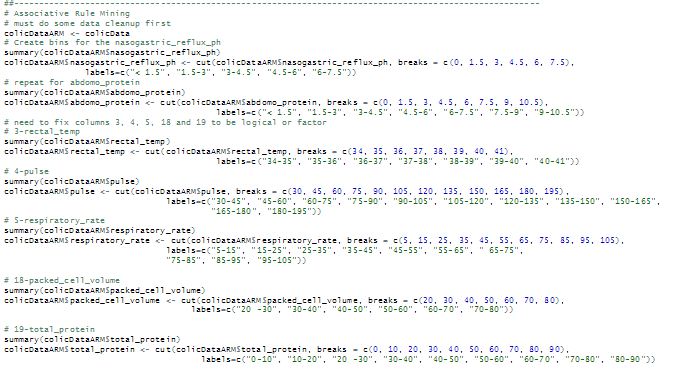 ##-----------------------------------------------------------------------------------------
# Associative Rule Mining
# must do some data cleanup first
colicDataARM <- colicData
# Create bins for the nasogastric_reflux_ph
summary(colicDataARM$nasogastric_reflux_ph)
colicDataARM$nasogastric_reflux_ph <- cut(colicDataARM$nasogastric_reflux_ph, breaks = c(0, 1.5, 3, 4.5, 6, 7.5),
labels=c("< 1.5", "1.5-3", "3-4.5", "4.5-6", "6-7.5"))
# repeat for abdomo_protein
summary(colicDataARM$abdomo_protein)
colicDataARM$abdomo_protein <- cut(colicDataARM$abdomo_protein, breaks = c(0, 1.5, 3, 4.5, 6, 7.5, 9, 10.5),
labels=c("< 1.5", "1.5-3", "3-4.5", "4.5-6", "6-7.5", "7.5-9", "9-10.5"))
# need to fix columns 3, 4, 5, 18 and 19 to be logical or factor
# 3-rectal_temp
summary(colicDataARM$rectal_temp)
colicDataARM$rectal_temp <- cut(colicDataARM$rectal_temp, breaks = c(34, 35, 36, 37, 38, 39, 40, 41),
labels=c("34-35", "35-36", "36-37", "37-38", "38-39", "39-40", "40-41"))
# 4-pulse
summary(colicDataARM$pulse)
colicDataARM$pulse <- cut(colicDataARM$pulse, breaks = c(30, 45, 60, 75, 90, 105, 120, 135, 150, 165, 180, 195),
labels=c("30-45", "45-60", "60-75", "75-90", "90-105", "105-120", "120-135", "135-150", "150-165",
"165-180", "180-195"))
# 5-respiratory_rate
summary(colicDataARM$respiratory_rate)
colicDataARM$respiratory_rate <- cut(colicDataARM$respiratory_rate, breaks = c(5, 15, 25, 35, 45, 55, 65, 75, 85, 95, 105),
labels=c("5-15", "15-25", "25-35", "35-45", "45-55", "55-65", " 65-75",
"75-85", "85-95", "95-105"))
# 18-packed_cell_volume
summary(colicDataARM$packed_cell_volume)
colicDataARM$packed_cell_volume <- cut(colicDataARM$packed_cell_volume, breaks = c(20, 30, 40, 50, 60, 70, 80),
labels=c("20 -30", "30-40", "40-50", "50-60", "60-70", "70-80"))
# 19-total_protein
summary(colicDataARM$total_protein)
colicDataARM$total_protein <- cut(colicDataARM$total_protein, breaks = c(0, 10, 20, 30, 40, 50, 60, 70, 80, 90),
labels=c("0-10", "10-20", "20 -30", "30-40", "40-50", "50-60", "60-70", "70-80", "80-90"))